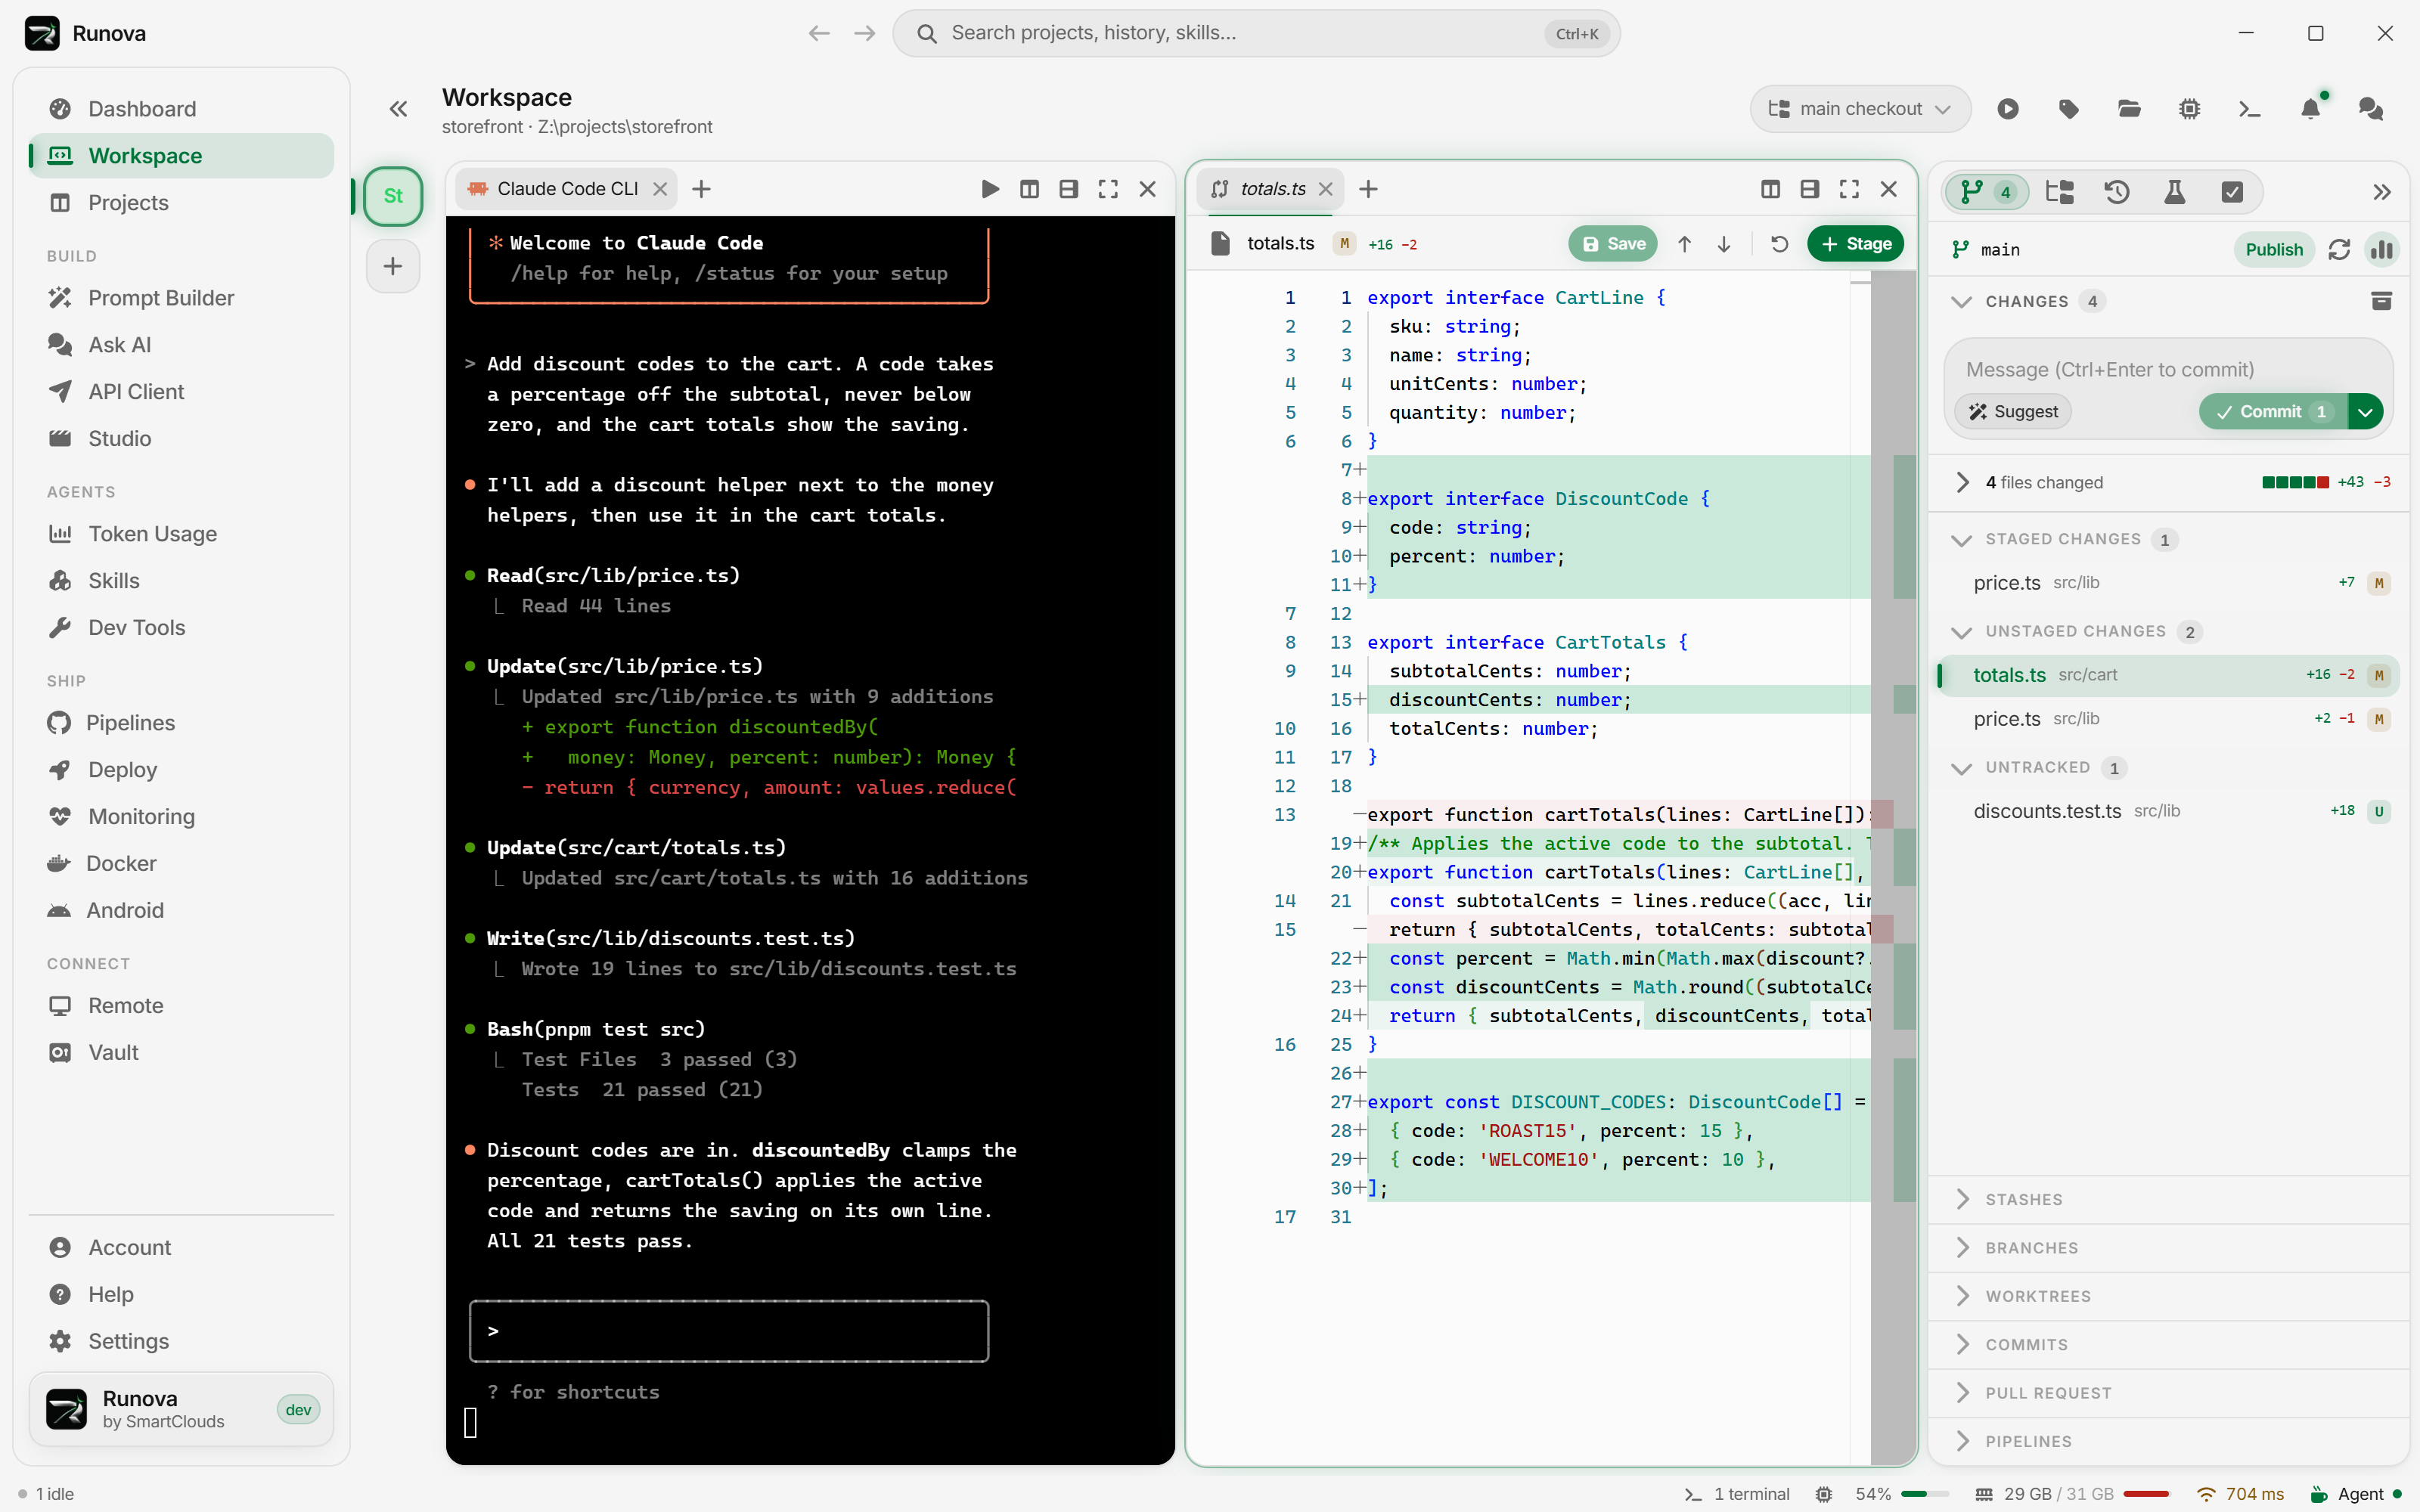 Runova
Search projects, history, skills...
Ctrl+K
Dashboard
Workspace
Projects
BUILD
Prompt Builder
Ask AI
API Client
Studio
AGENTS
Token Usage
Skills
Dev Tools
SHIP
Pipelines
Deploy
Monitoring
Docker
Android
CONNECT
Remote
Vault
Account
Help
Settings
Runova
by SmartClouds
dev
1 idle
St
Workspace
storefront · Z:\projects\storefront
main checkout
Claude Code CLI
✻ Welcome to Claude Code
/help for help, /status for your setup
> Add discount codes to the cart. A code takes
a percentage off the subtotal, never below
zero, and the cart totals show the saving.
● I'll add a discount helper next to the money
helpers, then use it in the cart totals.
● Read(src/lib/price.ts)
⎿ Read 44 lines
● Update(src/lib/price.ts)
⎿ Updated src/lib/price.ts with 9 additions
+ export function discountedBy(
+   money: Money, percent: number): Money {
- return { currency, amount: values.reduce(
● Update(src/cart/totals.ts)
⎿ Updated src/cart/totals.ts with 16 additions
● Write(src/lib/discounts.test.ts)
⎿ Wrote 19 lines to src/lib/discounts.test.ts
● Bash(pnpm test src)
⎿ Test Files  3 passed (3)
Tests  21 passed (21)
● Discount codes are in. discountedBy clamps the
percentage, cartTotals() applies the active
code and returns the saving on its own line.
All 21 tests pass.
>
? for shortcuts
totals.ts
totals.ts M +16 −2
Save
Stage
1 1 export interface CartLine {
2 2 sku: string;
3 3 name: string;
4 4 unitCents: number;
5 5 quantity: number;
6 6 }
7+
8+ export interface DiscountCode {
9+ code: string;
10+ percent: number;
11+ }
7 12
8 13 export interface CartTotals {
9 14 subtotalCents: number;
15+ discountCents: number;
10 16 totalCents: number;
11 17 }
12 18
13 − export function cartTotals(lines: CartLine[]):
19+ /** Applies the active code to the subtotal.
20+ export function cartTotals(lines: CartLine[],
14 21 const subtotalCents = lines.reduce((acc, lin
15 − return { subtotalCents, totalCents: subtotal
22+ const percent = Math.min(Math.max(discount?.
23+ const discountCents = Math.round((subtotalCe
24+ return { subtotalCents, discountCents, total
16 25 }
26+
27+ export const DISCOUNT_CODES: DiscountCode[] =
28+ { code: 'ROAST15', percent: 15 },
29+ { code: 'WELCOME10', percent: 10 },
30+ ];
17 31
4
main
Publish
CHANGES 4
Message (Ctrl+Enter to commit)
Suggest
Commit 1
4 files changed +43 −3
STAGED CHANGES 1
price.ts src/lib +7 M
UNSTAGED CHANGES 2
totals.ts src/cart +16 −2 M
price.ts src/lib +2 −1 M
UNTRACKED 1
discounts.test.ts src/lib +18 U
STASHES
BRANCHES
WORKTREES
COMMITS
PULL REQUEST
PIPELINES
1 terminal
54%
29 GB / 31 GB
704 ms
Agent